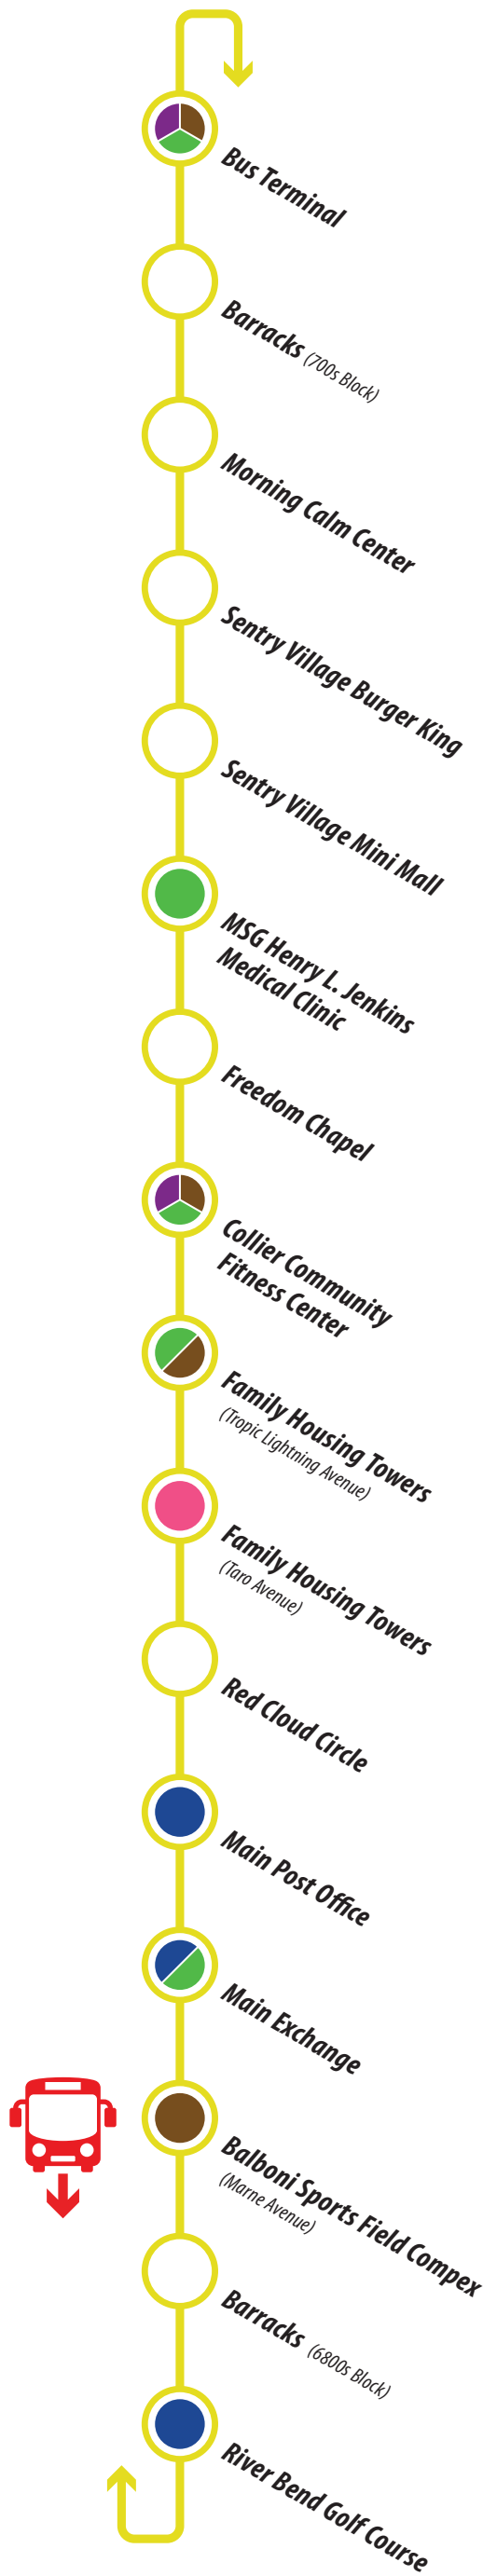 Bus Terminal
Barracks (700s Block)
Morning Calm Center
Sentry Village Burger King
Sentry Village Mini Mall
MSG Henry L. Jenkins
Medical Clinic
Freedom Chapel
Collier Community
Fitness Center
Family Housing Towers
(Tropic Lightning Avenue)
Family Housing Towers
(Taro Avenue)
Red Cloud Circle
Main Post Office
Main Exchange
Balboni Sports Field Compex
(Marne Avenue)
Barracks (6800s Block)
River Bend Golf Course